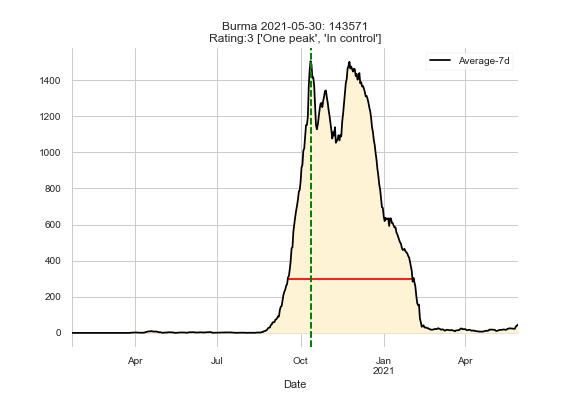 Burma 2021-05-30: 143571
Rating:3 ['One peak', 'In control']
Average-7d
1400
1200
1000
800
600
400
200
0
Apr
Jul
Oct
Jan
2021
Apr
Date